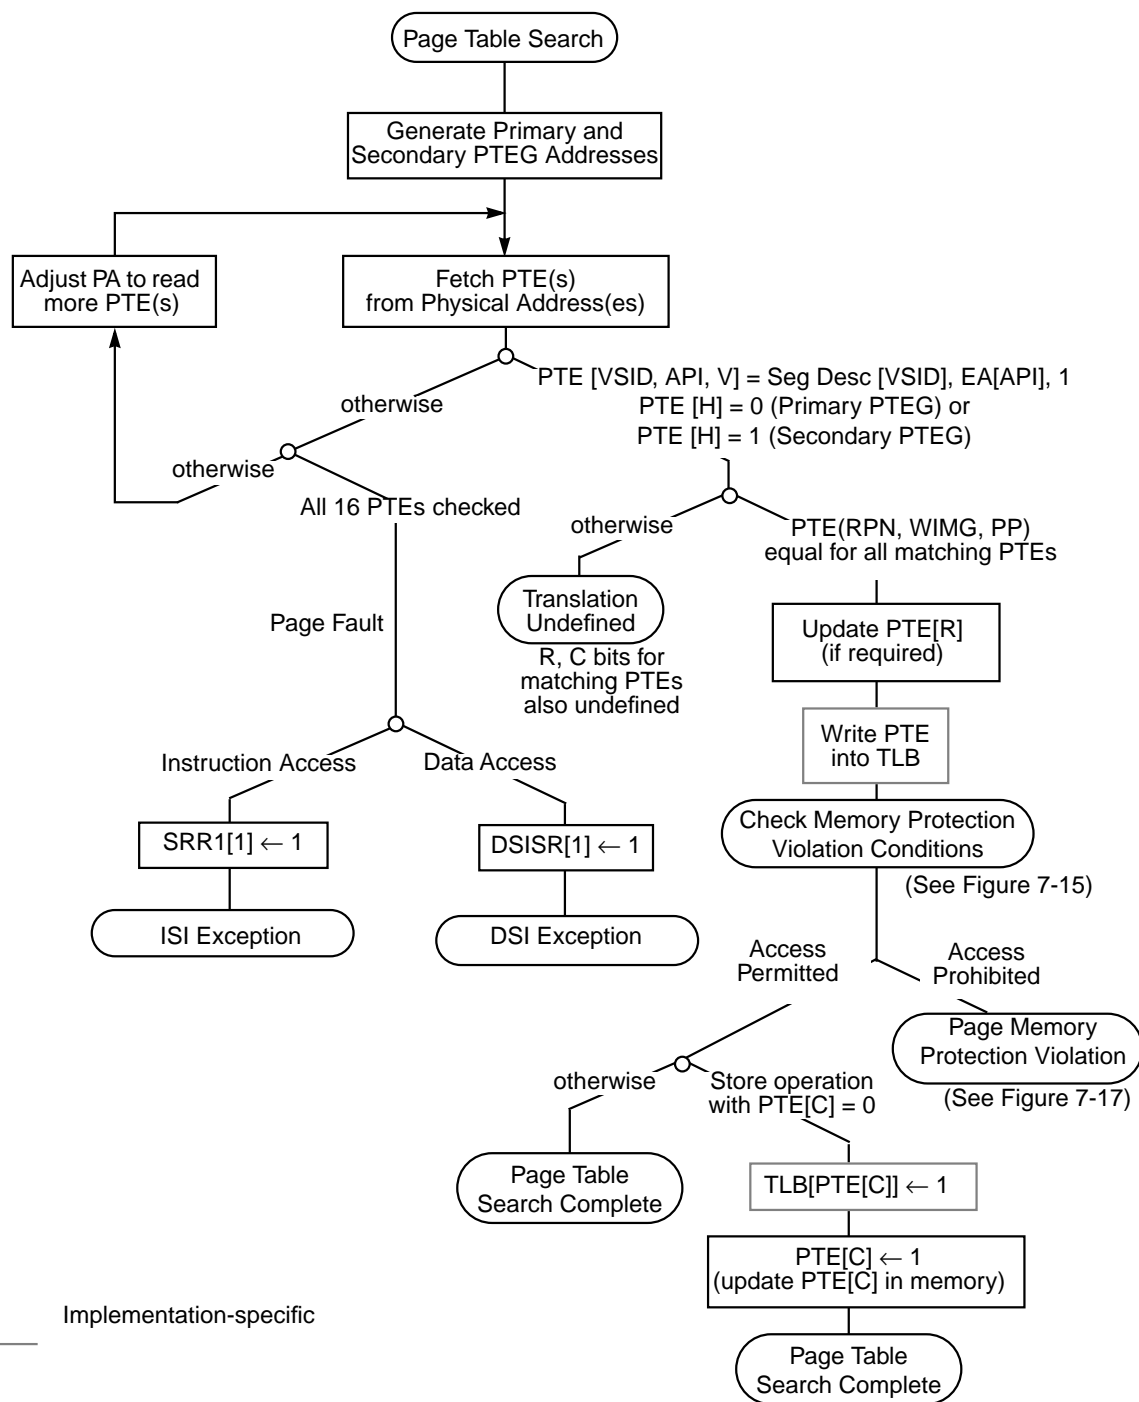 Page Table Search
Generate Primary and
Secondary PTEG Addresses
Adjust PA to read
more PTE(s)
Fetch PTE(s)
from Physical Address(es)
PTE [VSID, API, V] = Seg Desc [VSID], EA[API], 1
PTE [H] = 0 (Primary PTEG) or
PTE [H] = 1 (Secondary PTEG)
otherwise
otherwise
All 16 PTEs checked
otherwise
PTE(RPN, WIMG, PP)
equal for all matching PTEs
Translation
Undefined
R, C bits for
matching PTEs
also undefined
Page Fault
Update PTE[R]
(if required)
Write PTE
into TLB
Instruction Access
Data Access
SRR1[1] ← 1
DSISR[1] ← 1
Check Memory Protection
Violation Conditions
(See Figure 7-15)
ISI Exception
DSI Exception
Access
Permitted
Access
Prohibited
Page Memory
Protection Violation
(See Figure 7-17)
otherwise
Store operation
with PTE[C] = 0
Page Table
Search Complete
TLB[PTE[C]] ← 1
PTE[C] ← 1
(update PTE[C] in memory)
Implementation-specific
Page Table
Search Complete